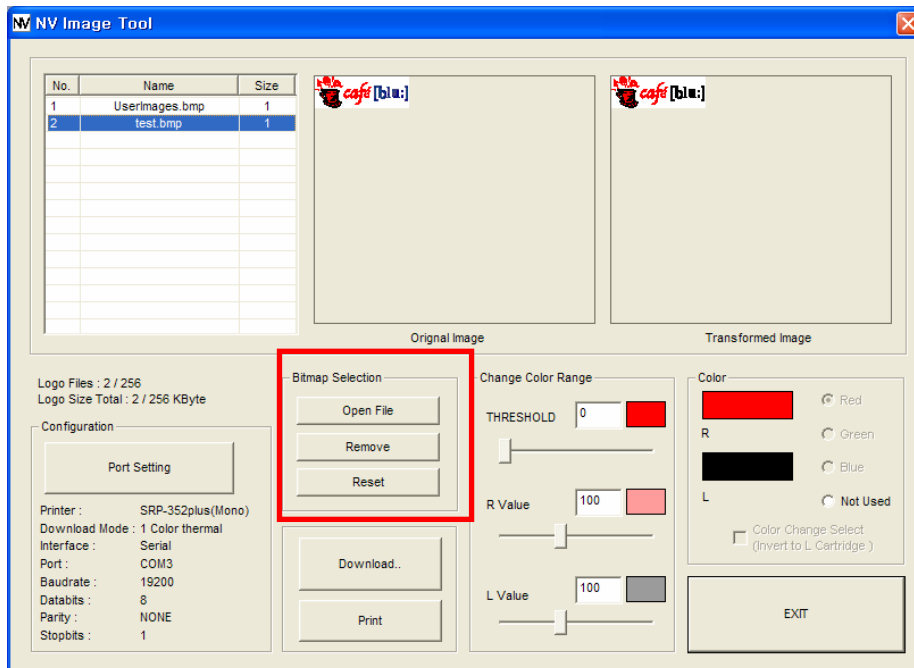 NV NV Image Tool
No. Name Size
1 UserImages.bmp 1
2 test.bmp 1
café [blu:]
café [blu:]
Orignal Image
Transformed Image
Logo Files : 2 / 256
Logo Size Total : 2 / 256 KByte
Configuration
Port Setting
Printer : SRP-352plus(Mono)
Download Mode : 1 Color thermal
Interface : Serial
Port : COM3
Baudrate : 19200
Databits : 8
Parity : NONE
Stopbits : 1
Bitmap Selection
Open File
Remove
Reset
Download..
Print
Change Color Range
THRESHOLD 0
R Value 100
L Value 100
Color
R
L
Red
Green
Blue
Not Used
Color Change Select
(Invert to L Cartridge )
EXIT